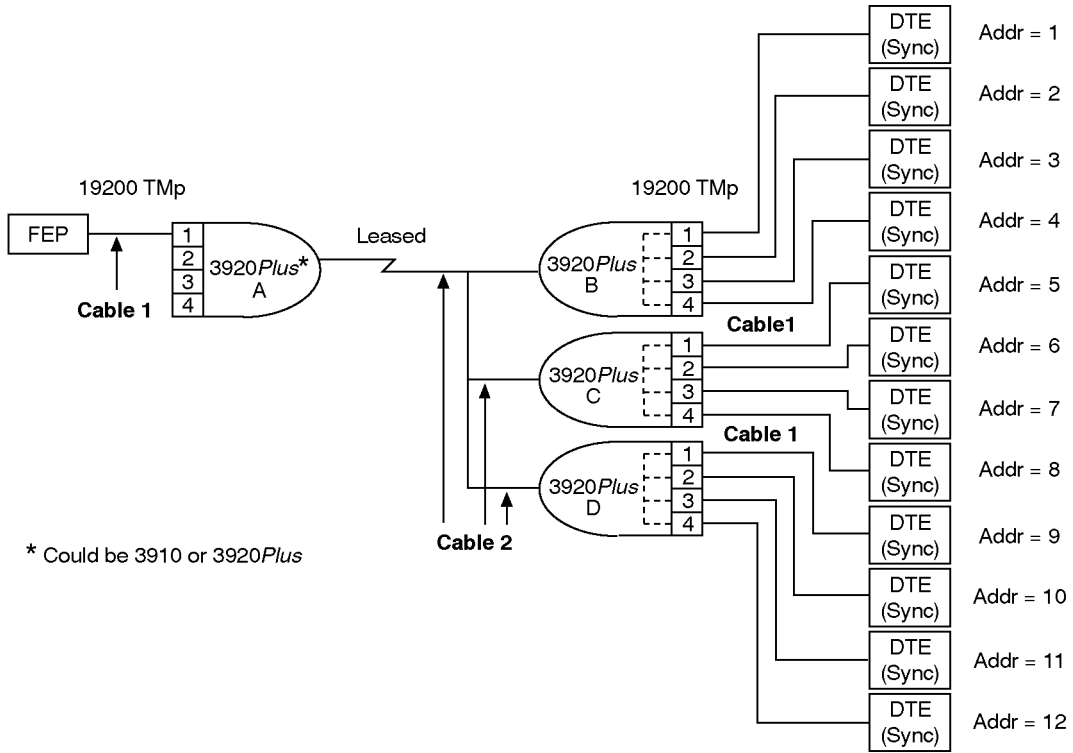 DTE
(Sync)
Addr = 1
DTE
(Sync)
Addr = 2
DTE
(Sync)
Addr = 3
19200 TMp
19200 TMp
DTE
(Sync)
Addr = 4
FEP
1
2
3
4
3920Plus*
A
Leased
3920Plus
B
1
2
3
4
Cable 1
Cable1
DTE
(Sync)
Addr = 5
DTE
(Sync)
Addr = 6
3920Plus
C
1
2
3
4
Cable 1
DTE
(Sync)
Addr = 7
DTE
(Sync)
Addr = 8
3920Plus
D
1
2
3
4
Cable 2
DTE
(Sync)
Addr = 9
* Could be 3910 or 3920Plus
DTE
(Sync)
Addr = 10
DTE
(Sync)
Addr = 11
DTE
(Sync)
Addr = 12